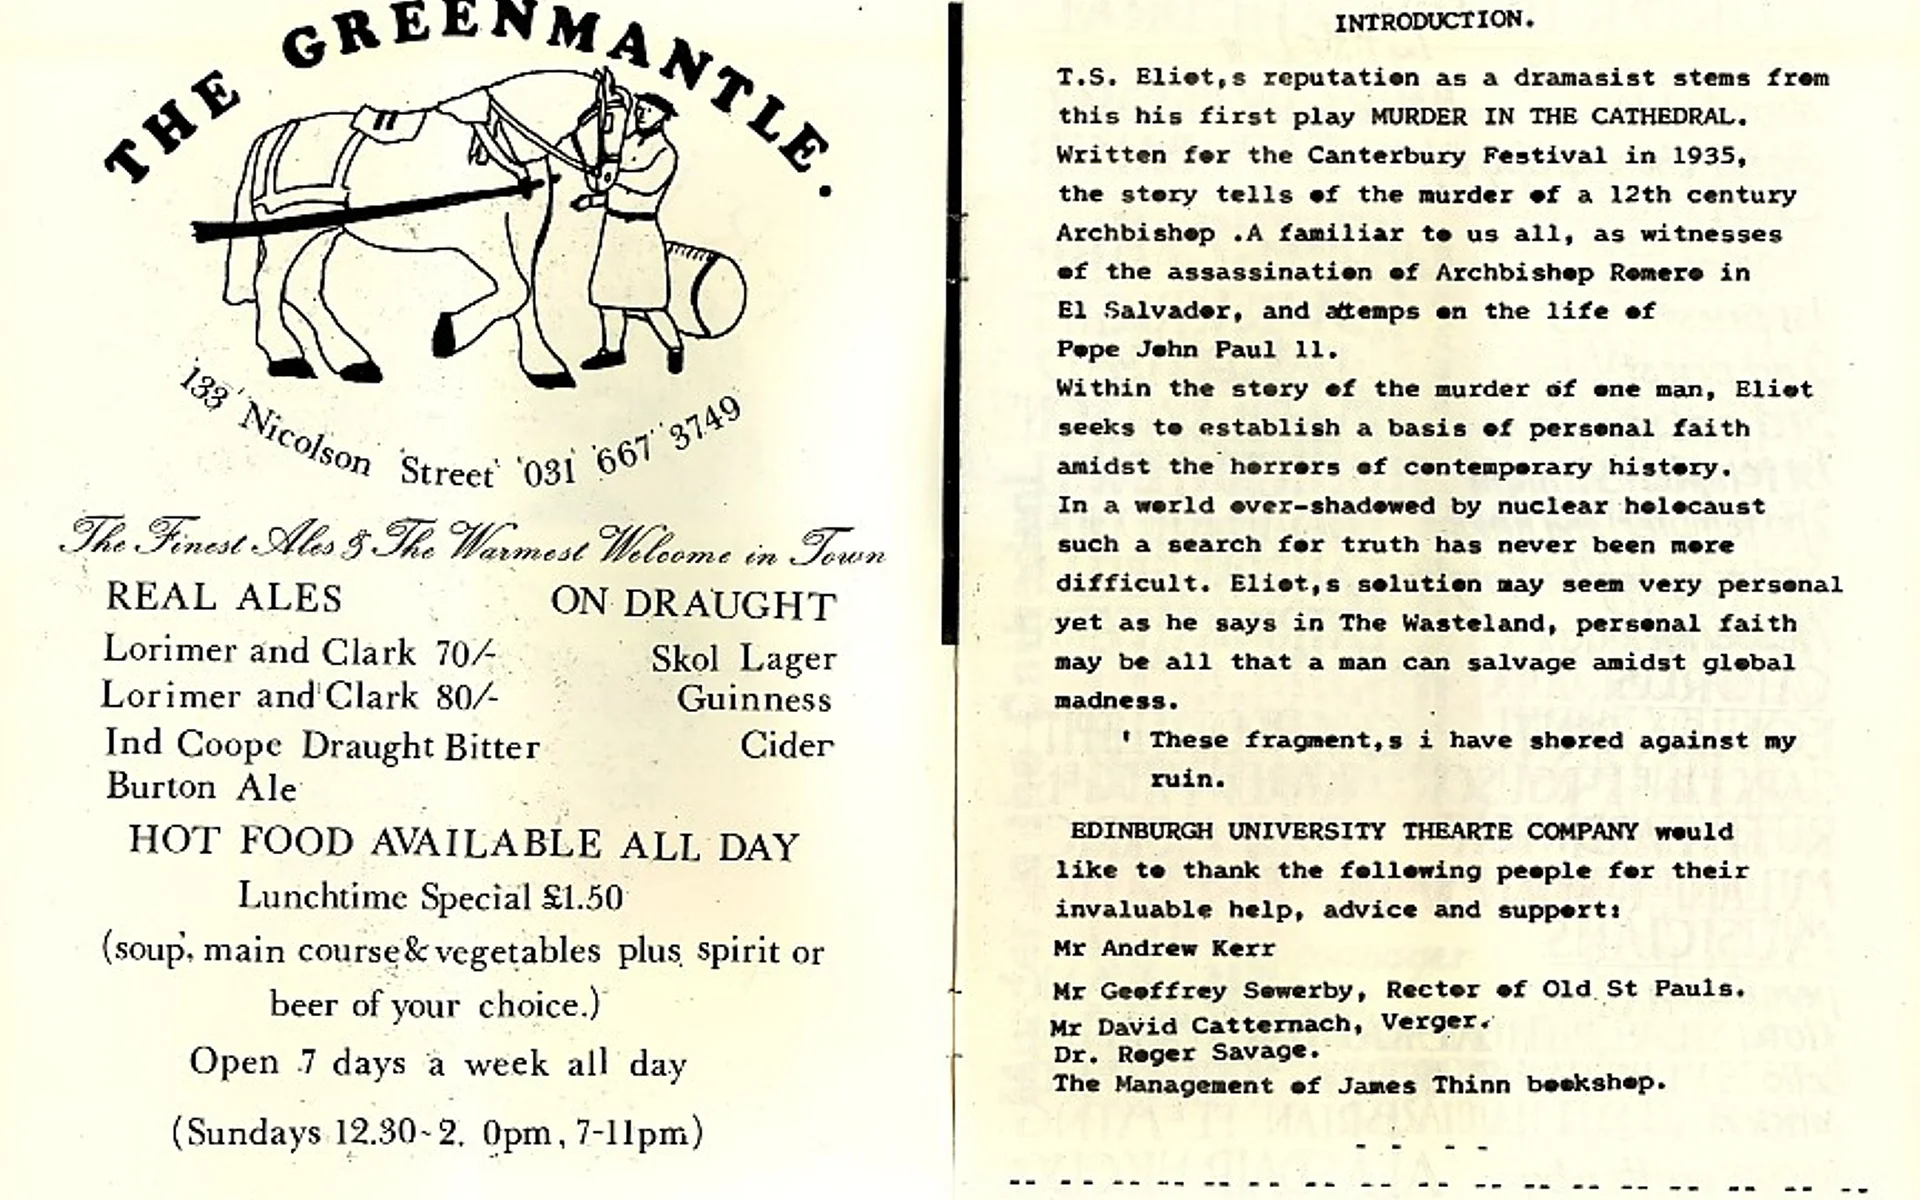 THE GREENMANTLE.
133 Nicolson Street 031 667 3749
The Finest Ales & The Warmest Welcome in Town
REAL ALES ON DRAUGHT
Lorimer and Clark 70/- Skol Lager
Lorimer and Clark 80/- Guinness
Ind Coope Draught Bitter Cider
Burton Ale
HOT FOOD AVAILABLE ALL DAY
Lunchtime Special £1.50
(soup, main course & vegetables plus spirit or
beer of your choice.)
Open 7 days a week all day
(Sundays 12.30-2. 0pm, 7-11pm)
INTRODUCTION.
T.S. Eliot,s reputation as a dramasist stems from
this his first play MURDER IN THE CATHEDRAL.
Written for the Canterbury Festival in 1935,
the story tells of the murder of a 12th century
Archbishop .A familiar to us all, as witnesses
of the assassination of Archbishop Romero in
El Salvador, and attemps on the life of
Pope John Paul 11.
Within the story of the murder of one man, Eliot
seeks to establish a basis of personal faith
amidst the horrors of contemporary history.
In a world over-shadowed by nuclear holocaust
such a search for truth has never been more
difficult. Eliot,s solution may seem very personal
yet as he says in The Wasteland, personal faith
may be all that a man can salvage amidst global
madness.
' These fragment,s i have shored against my
ruin.
EDINBURGH UNIVERSITY THEARTE COMPANY would
like to thank the following people for their
invaluable help, advice and support:
Mr Andrew Kerr
Mr Geoffrey Sowerby, Rector of Old St Pauls.
Mr David Catternach, Verger.
Dr. Roger Savage.
The Management of James Thinn bookshop.